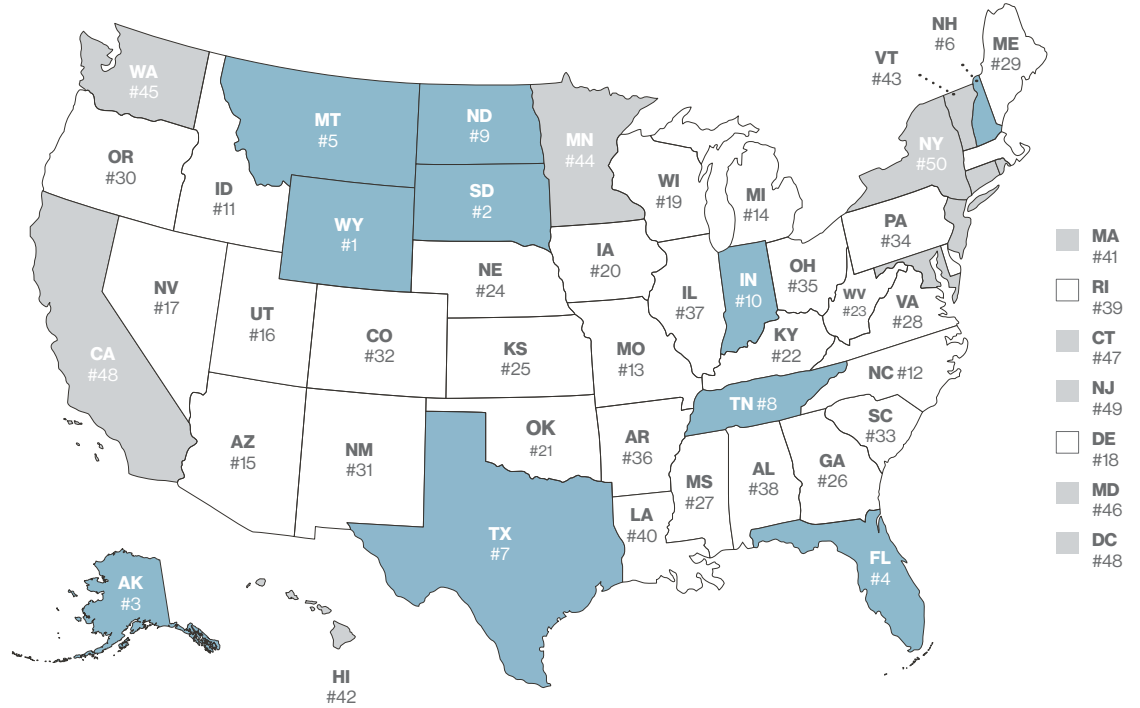 NH
#6
ME
#29
VT
#43
WA
#45
MT
#5
ND
#9
MN
#44
NY
#50
OR
#30
ID
#11
SD
#2
WI
#19
MI
#14
WY
#1
PA
#34
IA
#20
NE
#24
OH
#35
IN
#10
IL
#37
WV
#23
VA
#28
NV
#17
UT
#16
CO
#32
KS
#25
MO
#13
KY
#22
CA
#48
NC #12
TN #8
SC
#33
AZ
#15
NM
#31
OK
#21
AR
#36
MS
#27
AL
#38
GA
#26
LA
#40
TX
#7
FL
#4
AK
#3
HI
#42
MA
#41
RI
#39
CT
#47
NJ
#49
DE
#18
MD
#46
DC
#48